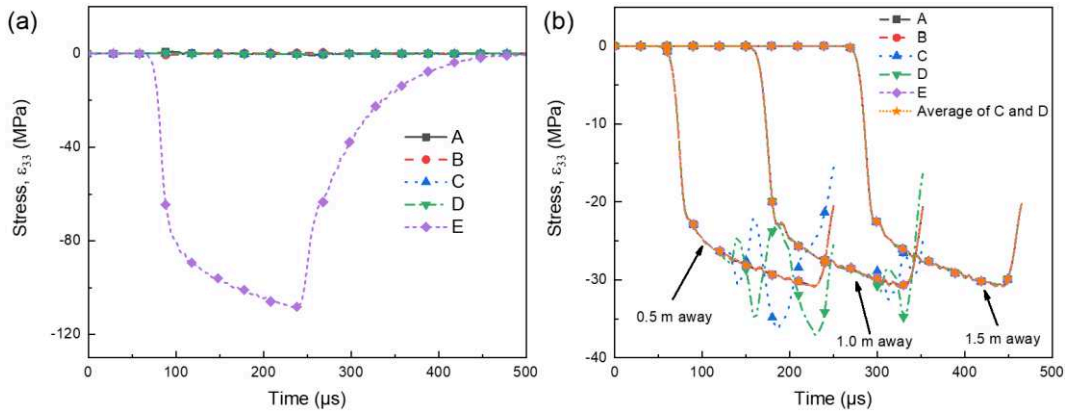 (a)
Stress, ε33 (MPa)
0
-40
-80
-120
A
B
C
D
E
0 100 200 300 400 500
Time (μs)
(b)
Stress, ε33 (MPa)
0
-10
-20
-30
-40
A
B
C
D
E
Average of C and D
0.5 m away
1.0 m away
1.5 m away
0 100 200 300 400 500
Time (μs)